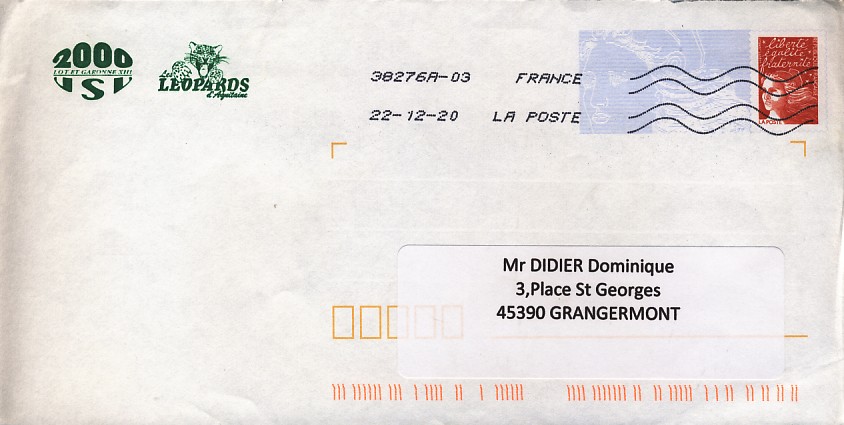 2000
LOT ET GARONNE XIII
S
Les
LEOPARDS
d'Aquitaine
38276A-03 FRANCE
22-12-20 LA POSTE
liberté
égalité
fraternité
LA POSTE
Mr DIDIER Dominique
3,Place St Georges
45390 GRANGERMONT